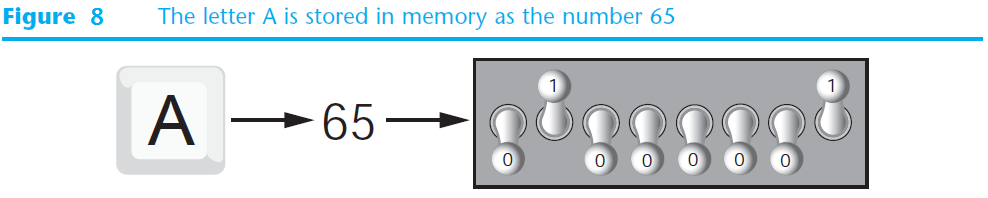 Figure 8 The letter A is stored in memory as the number 65
A 65
0 1 0 0 0 0 0 1